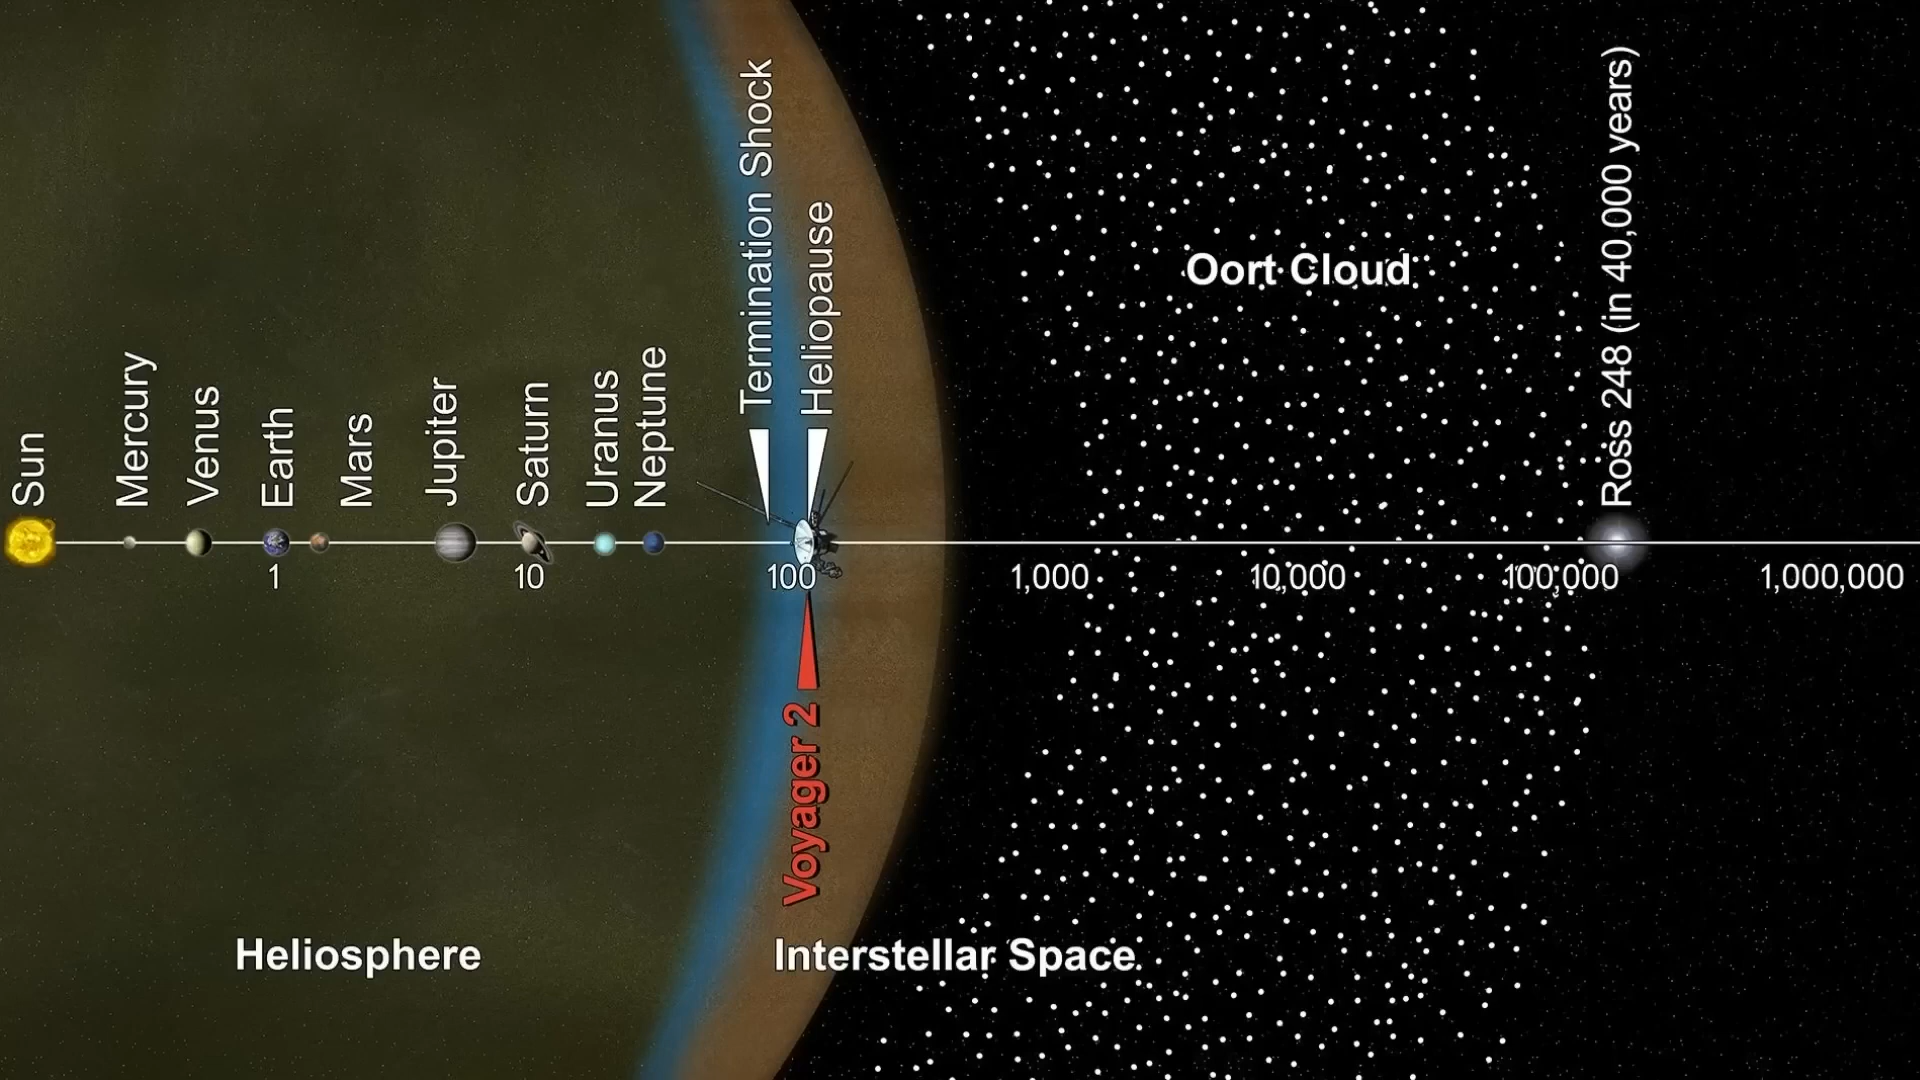 Sun
Mercury
Venus
Earth
Mars
Jupiter
Saturn
Uranus
Neptune
Termination Shock
Heliopause
Oort Cloud
Ross 248 (in 40,000 years)
1
10
100
1,000
10,000
100,000
1,000,000
Voyager 2
Heliosphere
Interstellar Space